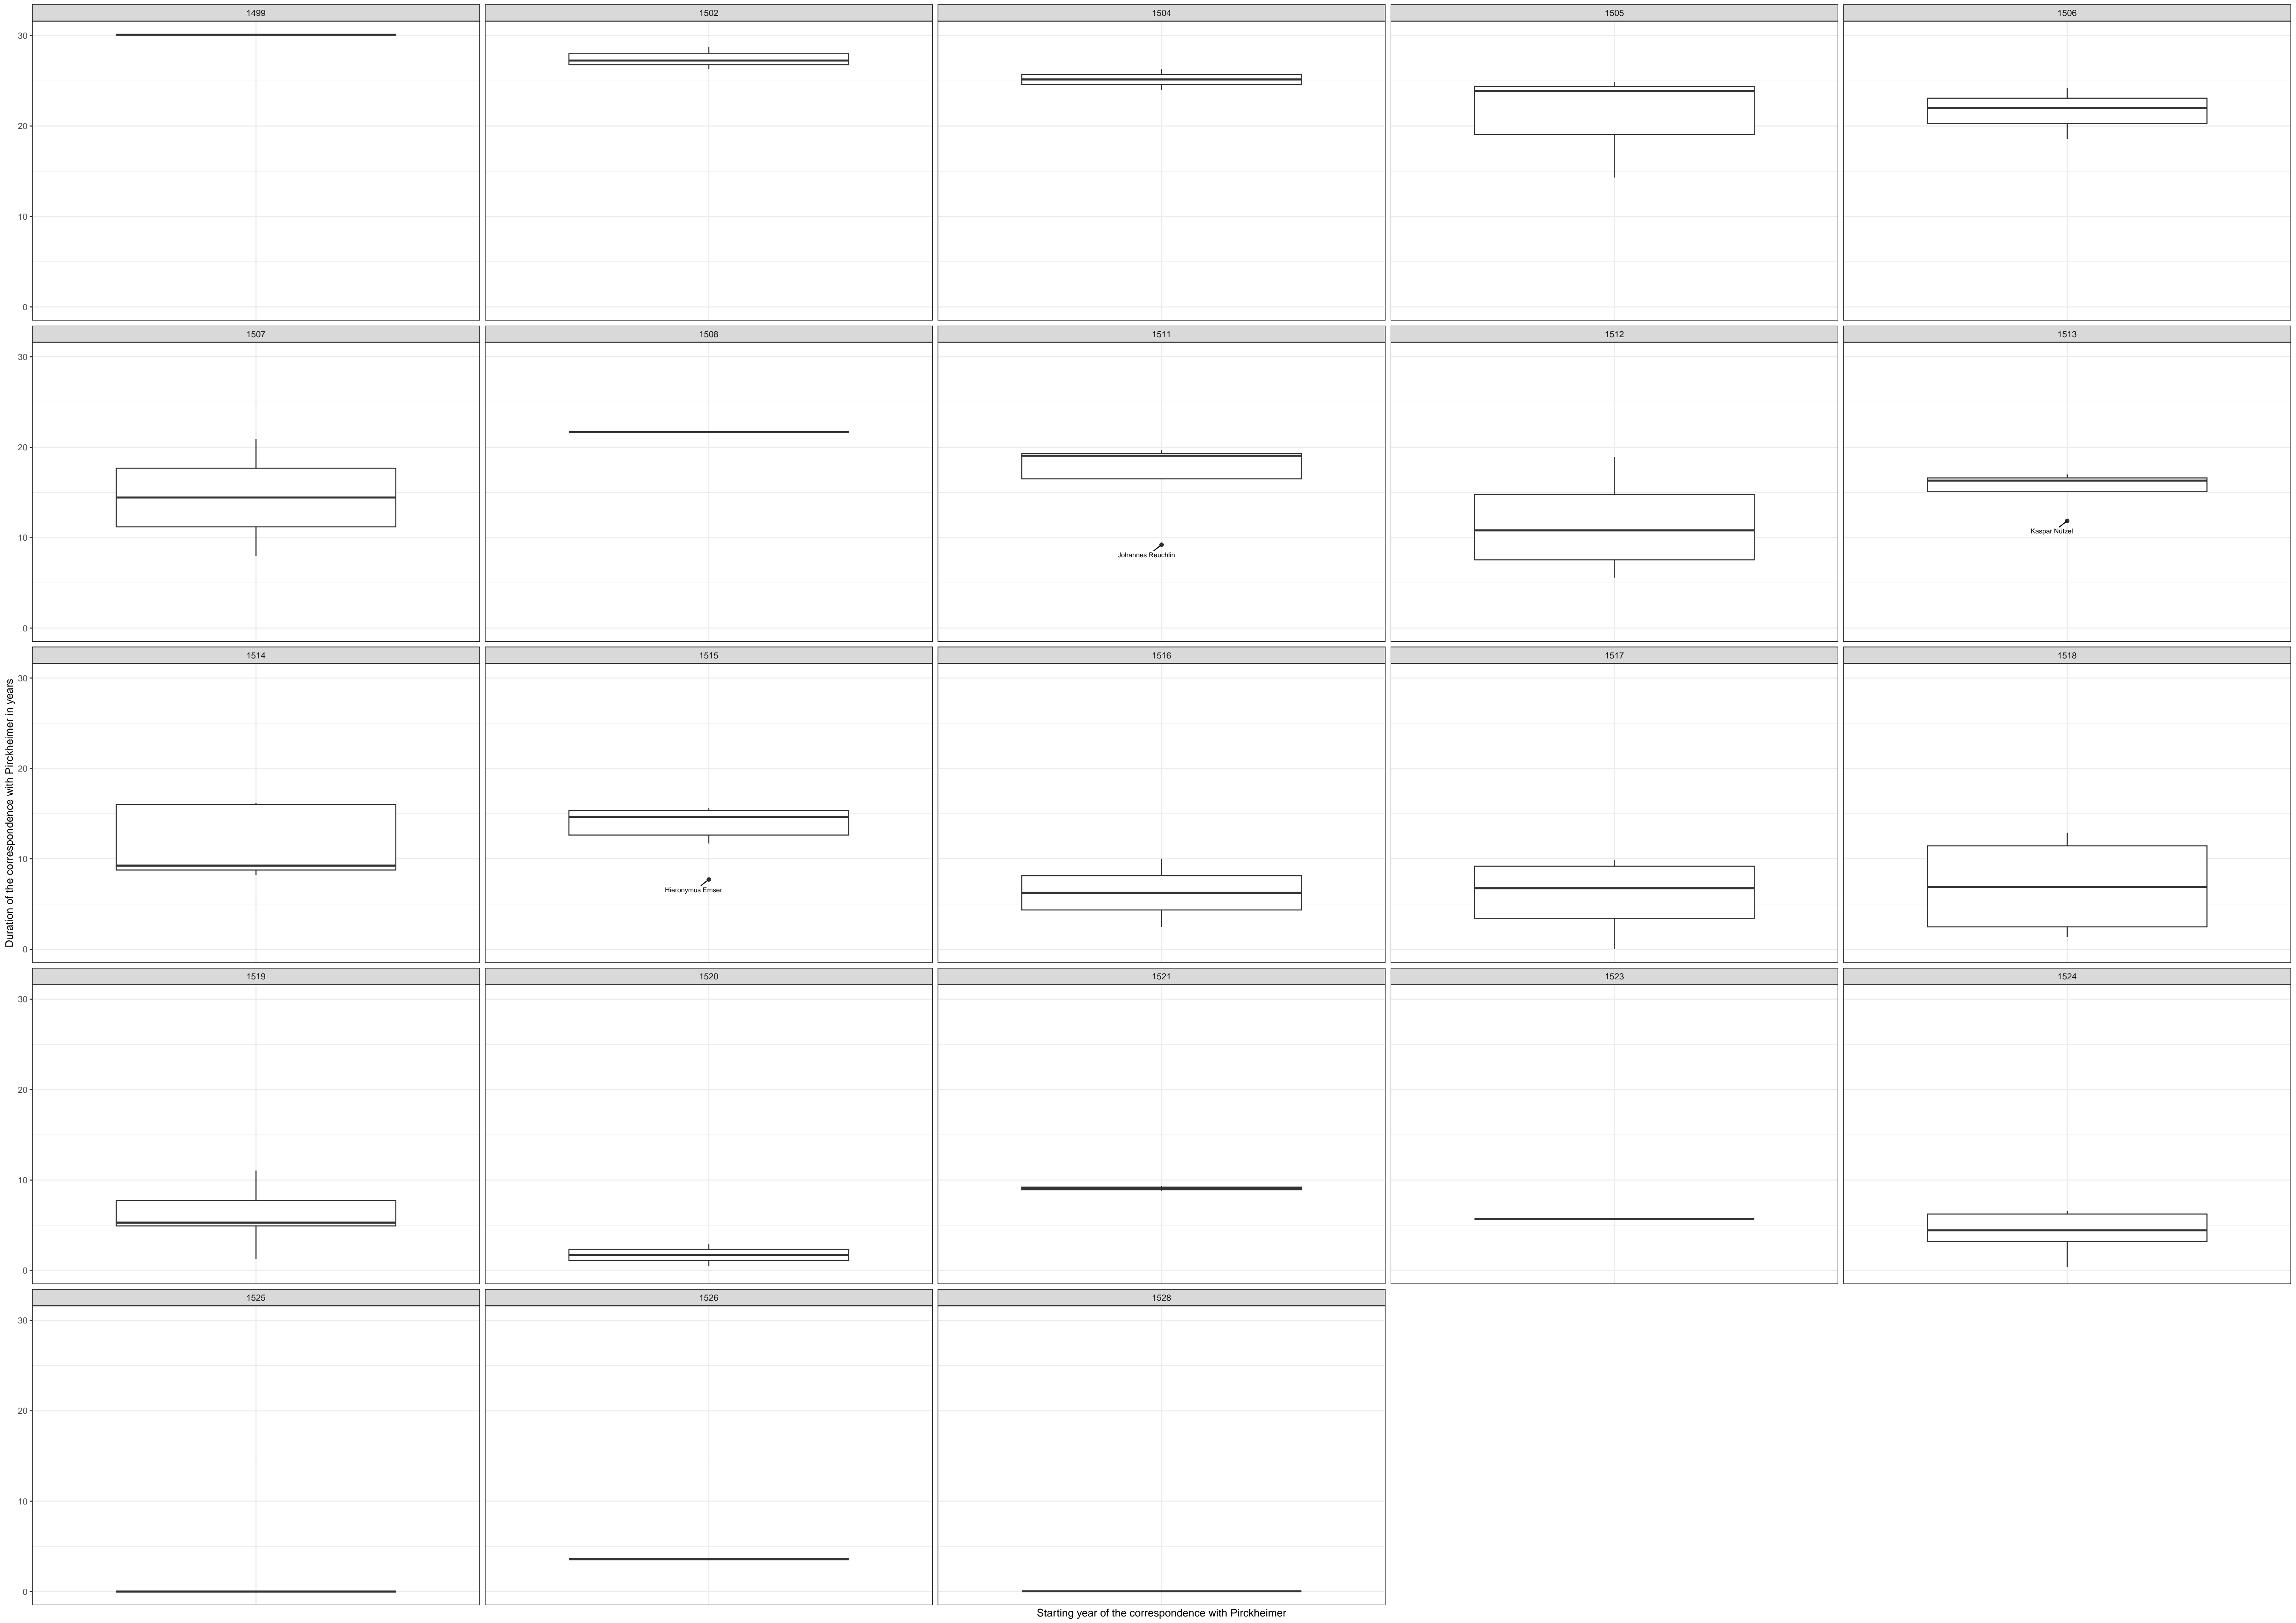 1499 1502 1504 1505 1506
30
20
10
0
1507 1508 1511 1512 1513
30
20
10
Johannes Reuchlin
Kaspar Nützel
0
1514 1515 1516 1517 1518
Duration of the correspondence with Pirckheimer in years
30
20
10
Hieronymus Emser
0
1519 1520 1521 1523 1524
30
20
10
0
1525 1526 1528
30
20
10
0
Starting year of the correspondence with Pirckheimer